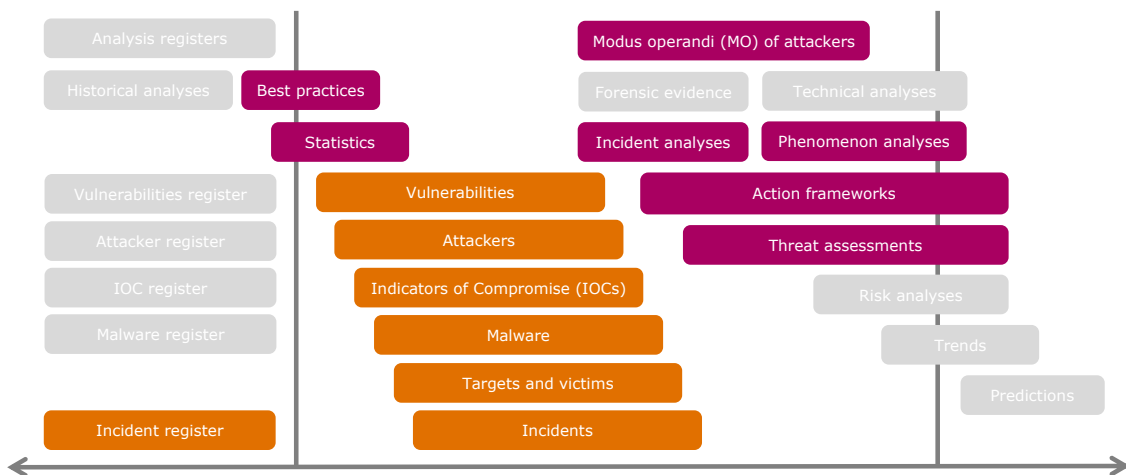 Analysis registers
Modus operandi (MO) of attackers
Historical analyses
Best practices
Forensic evidence
Technical analyses
Statistics
Incident analyses
Phenomenon analyses
Vulnerabilities register
Vulnerabilities
Action frameworks
Attacker register
Attackers
Threat assessments
IOC register
Indicators of Compromise (IOCs)
Risk analyses
Malware register
Malware
Trends
Targets and victims
Predictions
Incident register
Incidents